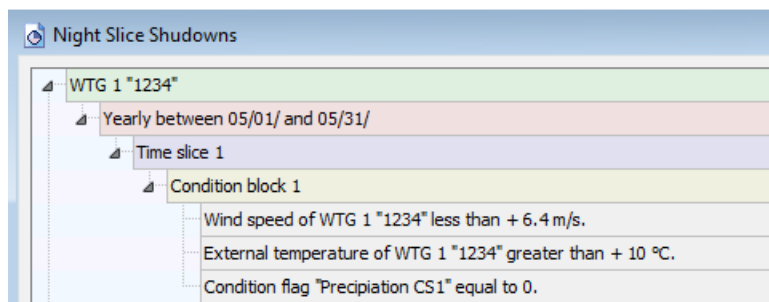 Night Slice Shudowns
WTG 1 "1234"
Yearly between 05/01/ and 05/31/
Time slice 1
Condition block 1
Wind speed of WTG 1 "1234" less than + 6.4 m/s.
External temperature of WTG 1 "1234" greater than + 10 ºC.
Condition flag "Precipiation CS1" equal to 0.